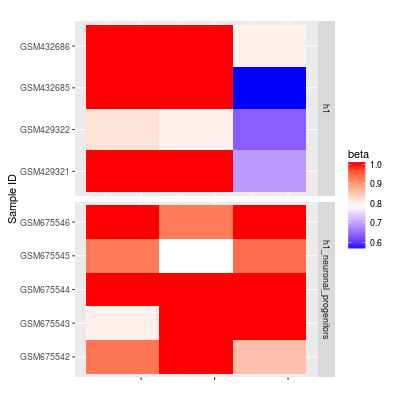 Sample ID
GSM432686
GSM432685
GSM429322
GSM429321
h1
GSM675546
GSM675545
GSM675544
GSM675543
GSM675542
h1_neuronal_progenitors
beta
1.0
0.9
0.8
0.7
0.6